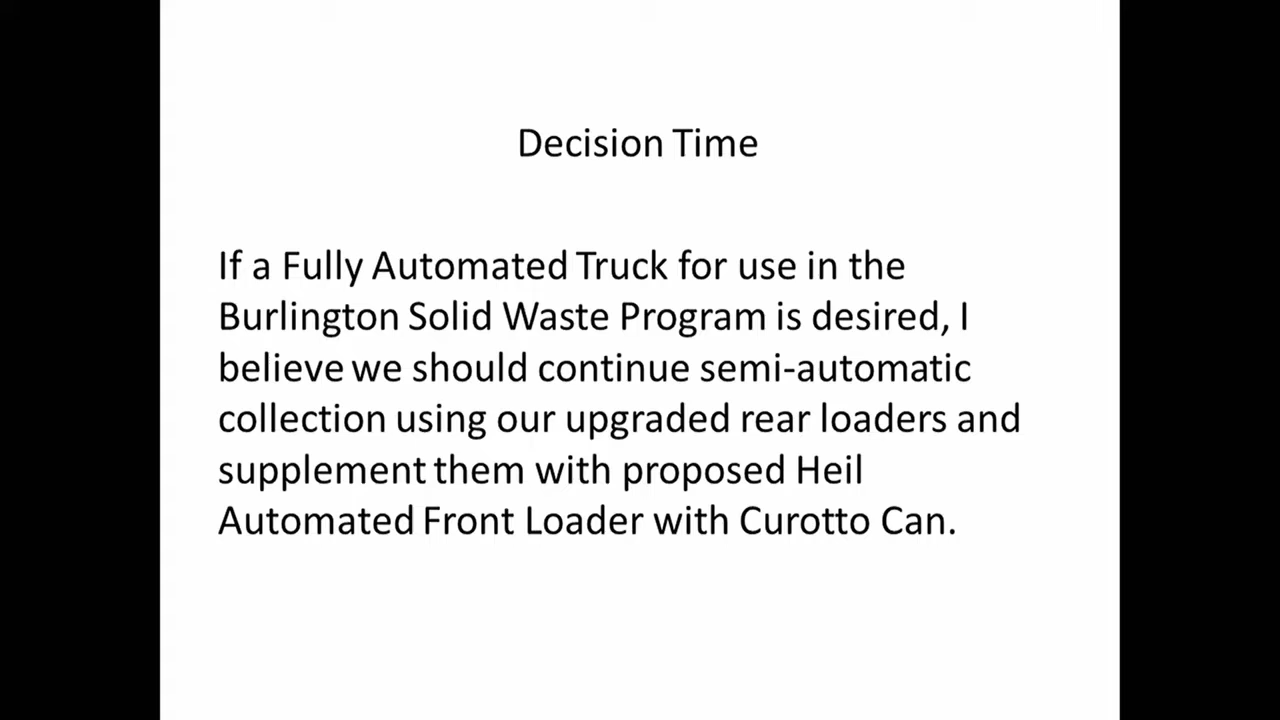 Decision Time
If a Fully Automated Truck for use in the
Burlington Solid Waste Program is desired, I
believe we should continue semi-automatic
collection using our upgraded rear loaders and
supplement them with proposed Heil
Automated Front Loader with Curotto Can.